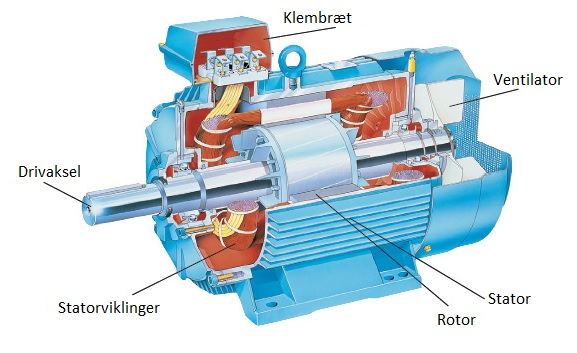 Klembræt
Ventilator
Drivaksel
Statorviklinger
Stator
Rotor